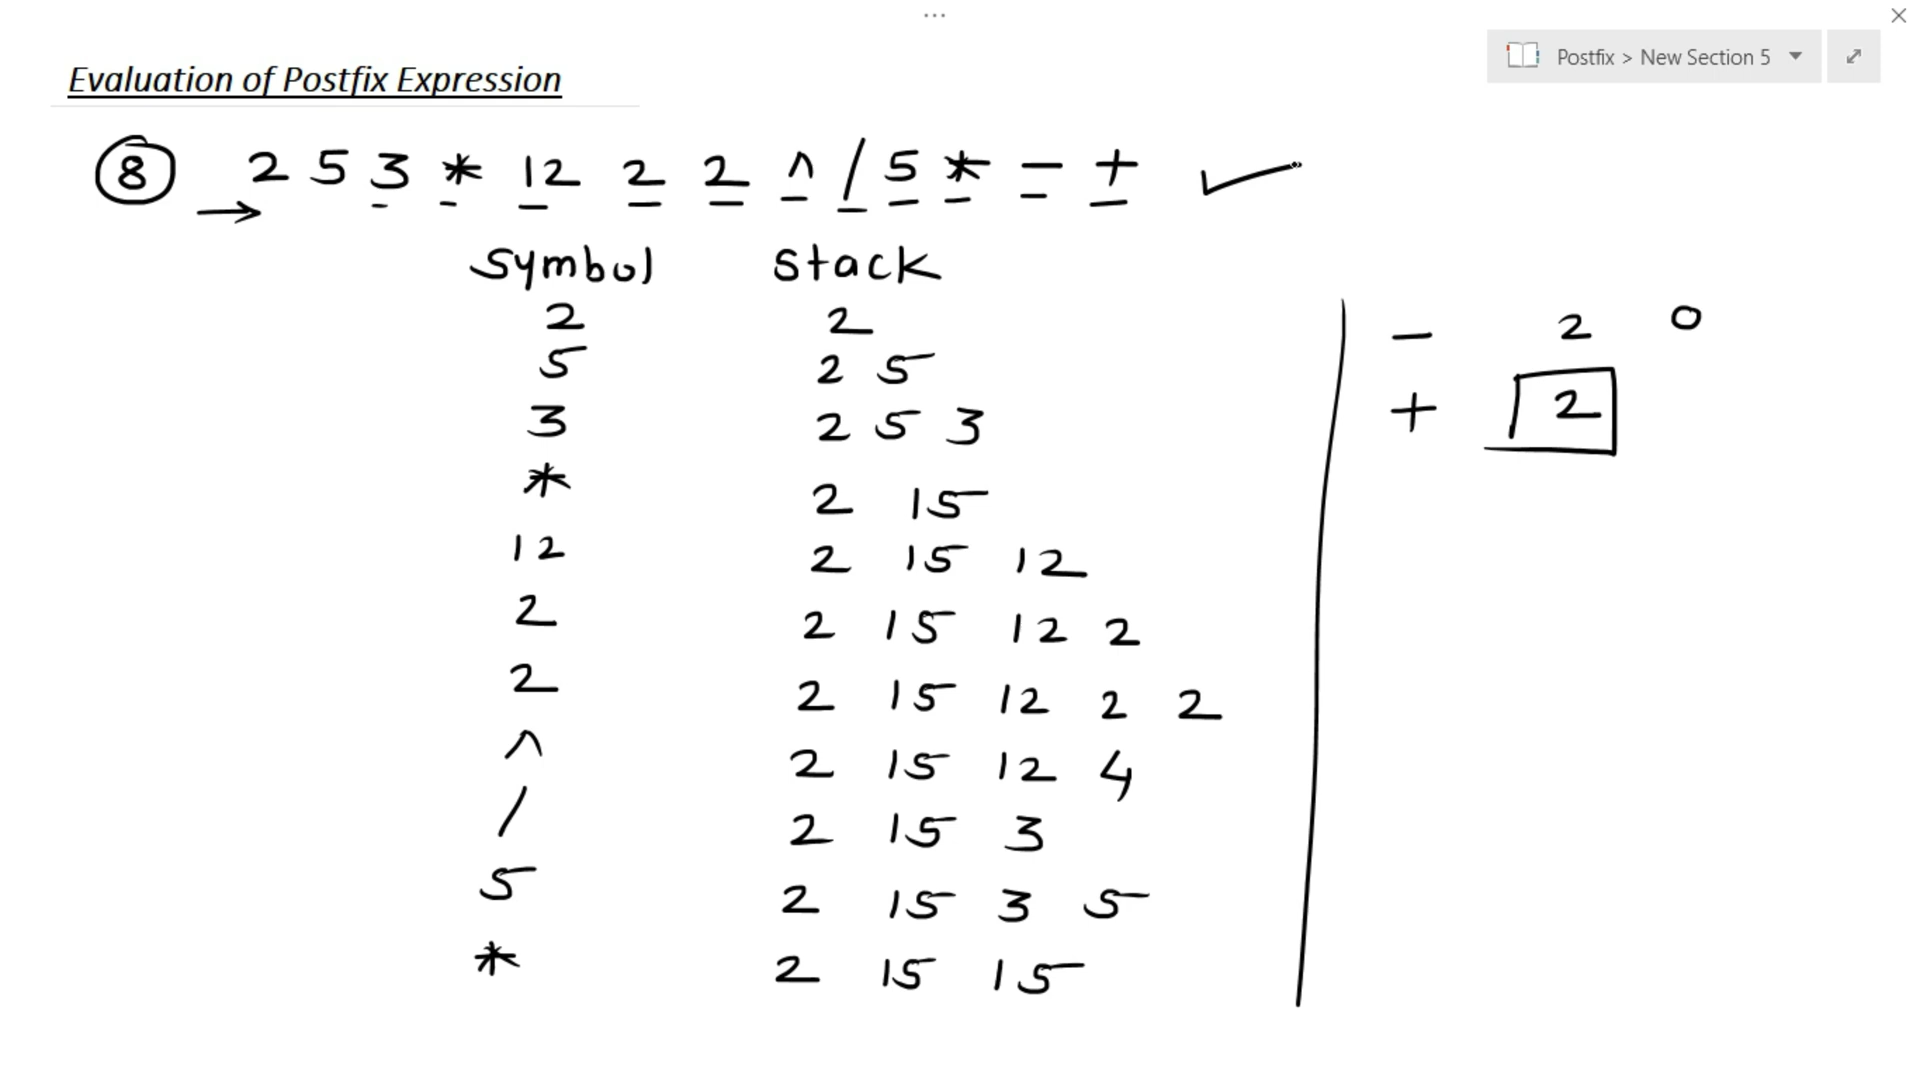 Postfix > New Section 5
Evaluation of Postfix Expression
8 2 5 3 * 12 2 2 ^ / 5 * - +
symbol stack
2 2
5 2 5
3 2 5 3
* 2 15
12 2 15 12
2 2 15 12 2
2 2 15 12 2 2
^ 2 15 12 4
/ 2 15 3
5 2 15 3 5
* 2 15 15
- 2 0
+ 2